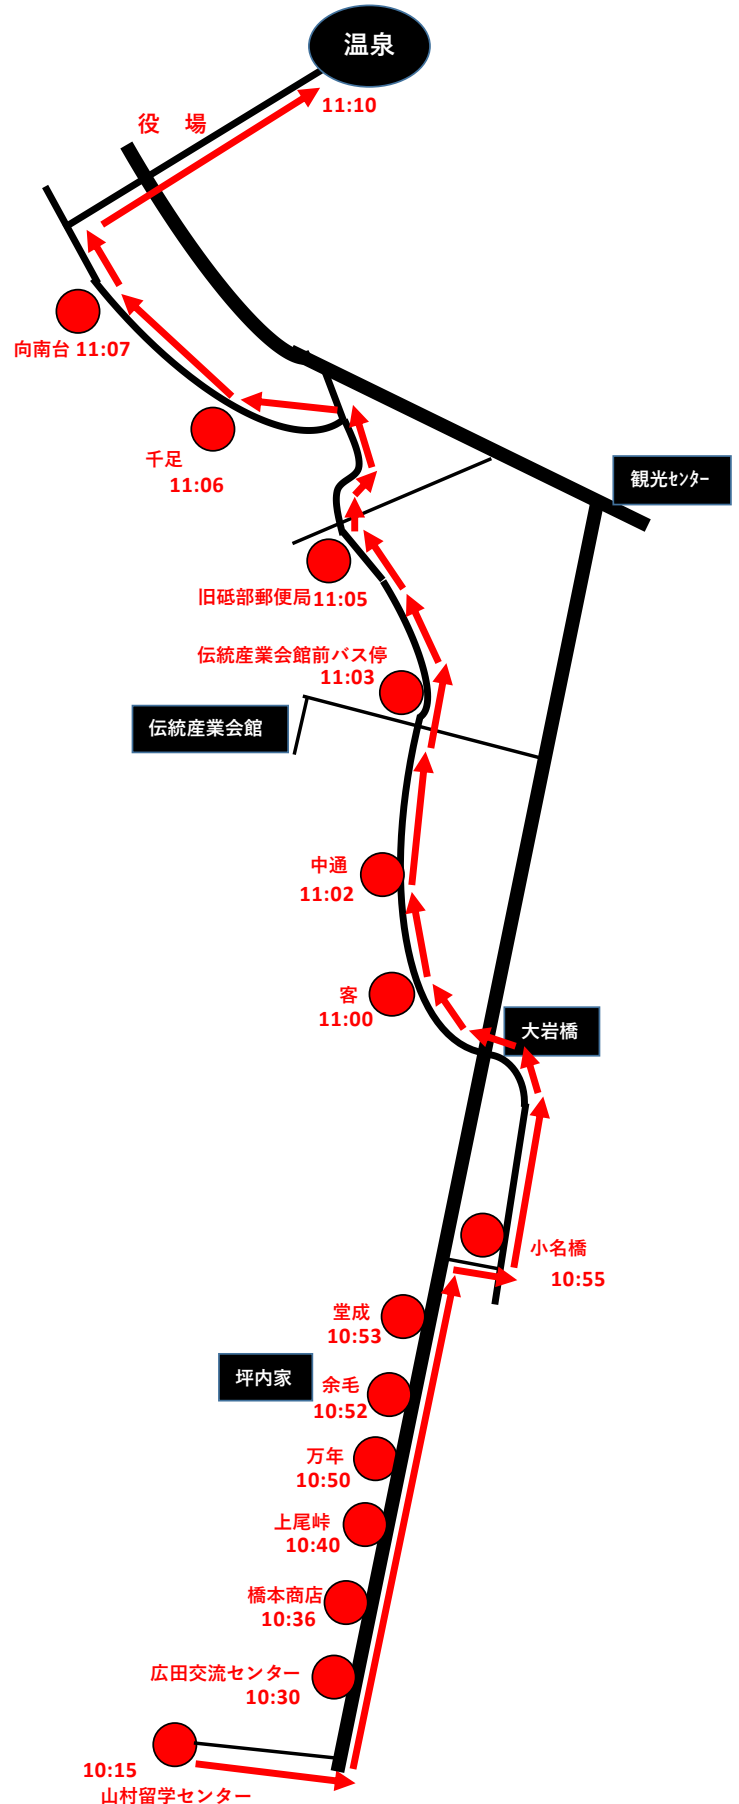 温泉
11:10
役　場
向南台 11:07
千足
11:06
観光ｾﾝﾀｰ
旧砥部郵便局11:05
伝統産業会館前バス停
11:03
伝統産業会館
中通
11:02
客
11:00
大岩橋
小名橋
10:55
堂成
10:53
坪内家
余毛
10:52
万年
10:50
上尾峠
10:40
橋本商店
10:36
広田交流センター
10:30
10:15
山村留学センター